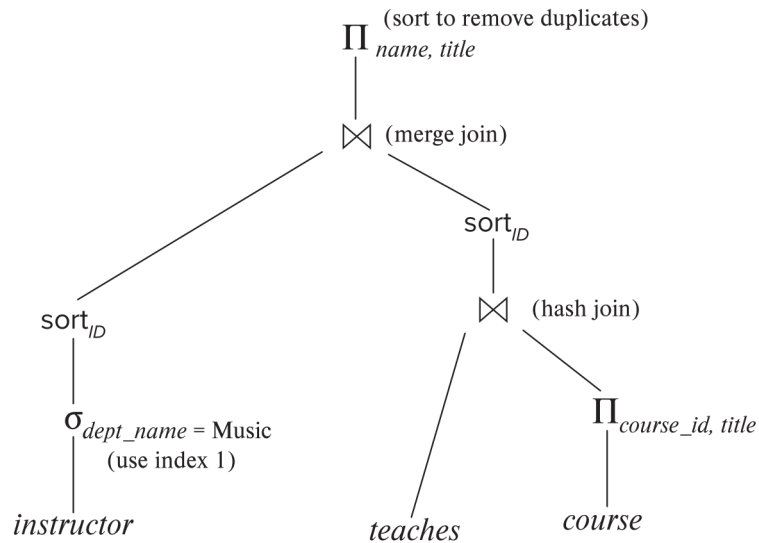 Π name, title (sort to remove duplicates)
⋈ (merge join)
sort ID
sort ID
⋈ (hash join)
σ dept_name = Music
(use index 1)
Π course_id, title
instructor
teaches
course